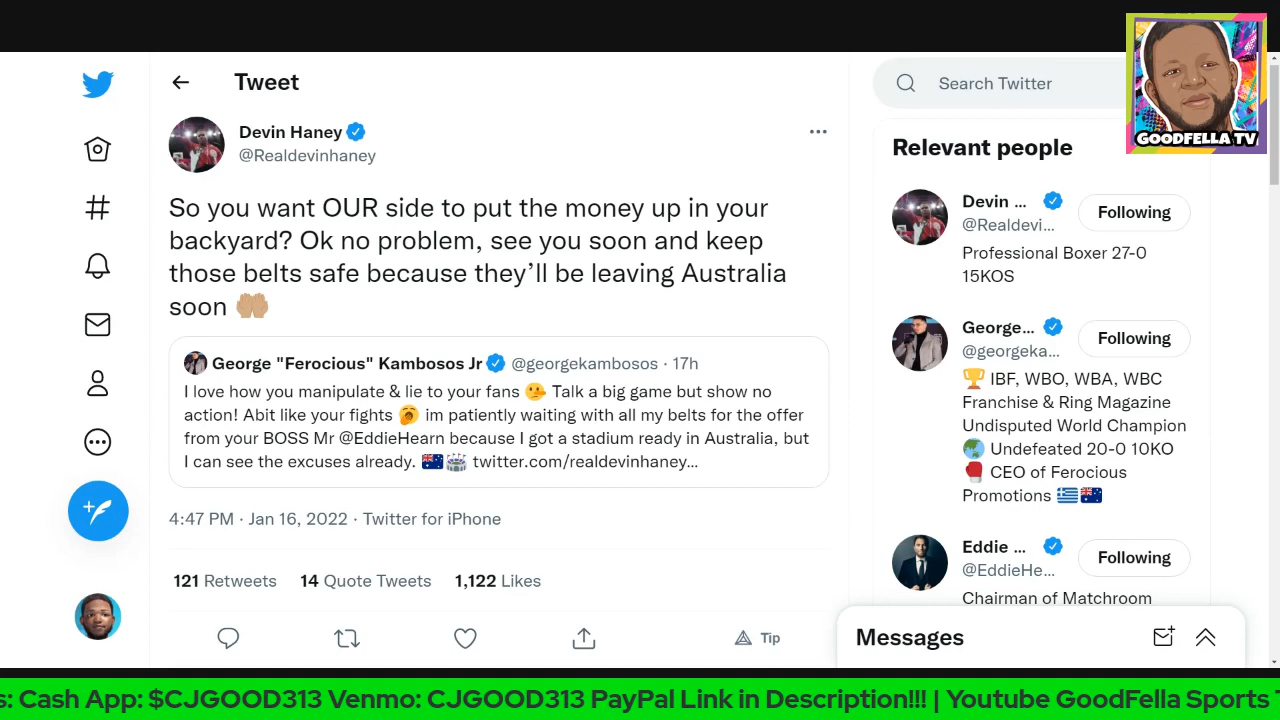 GOODFELLA TV
Tweet
Search Twitter
Devin Haney
@Realdevinhaney
So you want OUR side to put the money up in your
backyard? Ok no problem, see you soon and keep
those belts safe because they’ll be leaving Australia
soon 🤲🏽
George "Ferocious" Kambosos Jr @georgekambosos · 17h
I love how you manipulate & lie to your fans 🤥 Talk a big game but show no
action! Abit like your fights 🥱 im patiently waiting with all my belts for the offer
from your BOSS Mr @EddieHearn because I got a stadium ready in Australia, but
I can see the excuses already. 🇦🇺🏟 twitter.com/realdevinhaney…
4:47 PM · Jan 16, 2022 · Twitter for iPhone
121 Retweets 14 Quote Tweets 1,122 Likes
Tip
Relevant people
Devin ...
Following
@Realdevi...
Professional Boxer 27-0
15KOS
George...
Following
@georgeka...
🏆 IBF, WBO, WBA, WBC
Franchise & Ring Magazine
Undisputed World Champion
🌏 Undefeated 20-0 10KO
🥊 CEO of Ferocious
Promotions 🇬🇷🇦🇺
Eddie ...
Following
@EddieHe...
Chairman of Matchroom
Messages
s: Cash App: $CJGOOD313 Venmo: CJGOOD313 PayPal Link in Description!!! | Youtube GoodFella Sports